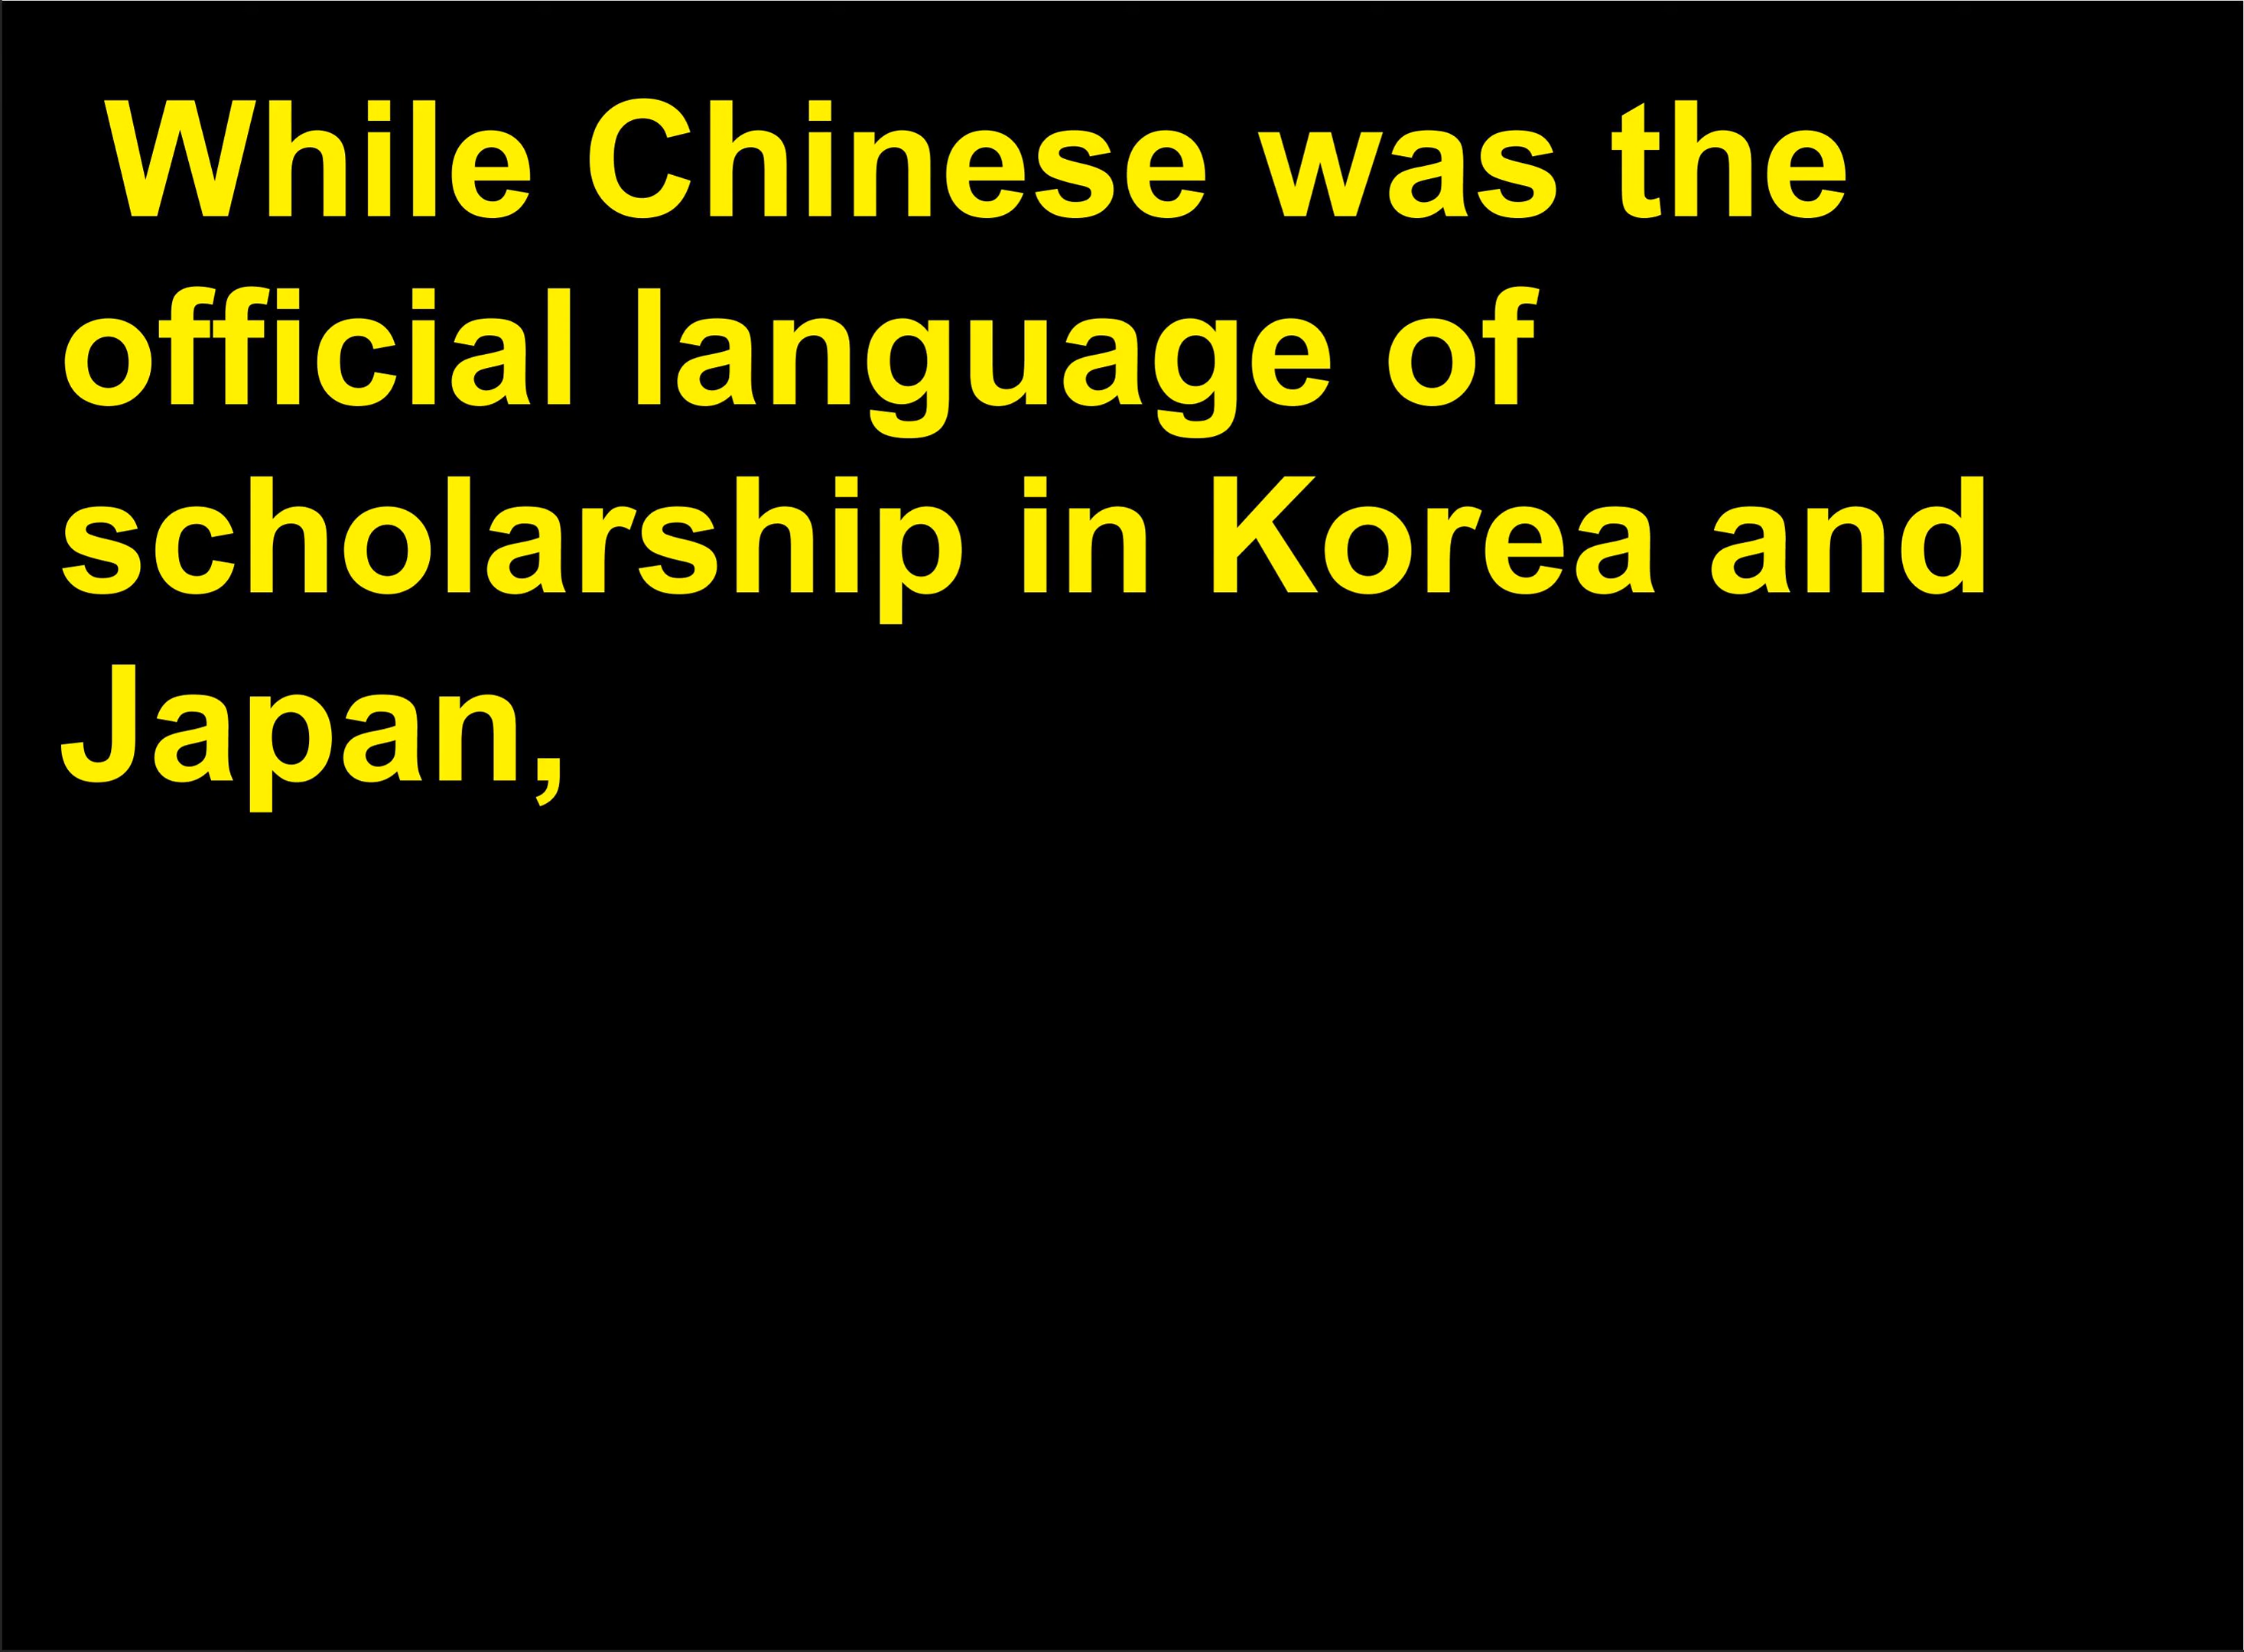 While Chinese was the
official language of
scholarship in Korea and
Japan,